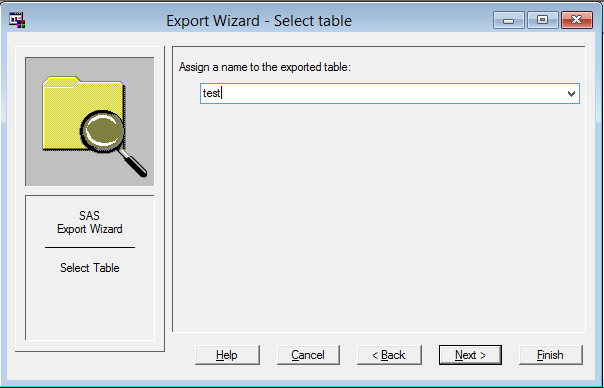 Export Wizard - Select table
Assign a name to the exported table:
test
SAS
Export Wizard
Select Table
Help
Cancel
< Back
Next >
Finish